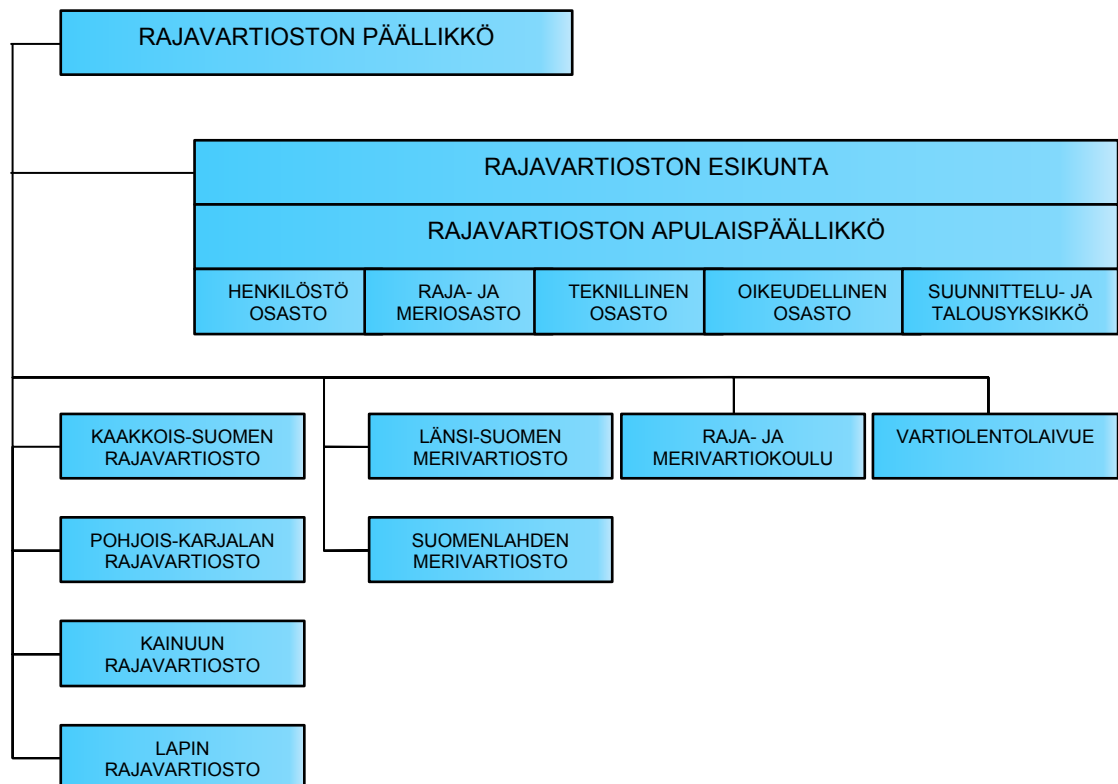 RAJAVARTIOSTON PÄÄLLIKKÖ
RAJAVARTIOSTON ESIKUNTA
RAJAVARTIOSTON APULAISPÄÄLLIKKÖ
HENKILÖSTÖ
OSASTO
RAJA- JA
MERIOSASTO
TEKNILLINEN
OSASTO
OIKEUDELLINEN
OSASTO
SUUNNITTELU- JA
TALOUSYKSIKKÖ
KAAKKOIS-SUOMEN
RAJAVARTIOSTO
LÄNSI-SUOMEN
MERIVARTIOSTO
RAJA- JA
MERIVARTIOKOULU
VARTIOLENTOLAIVUE
POHJOIS-KARJALAN
RAJAVARTIOSTO
SUOMENLAHDEN
MERIVARTIOSTO
KAINUUN
RAJAVARTIOSTO
LAPIN
RAJAVARTIOSTO